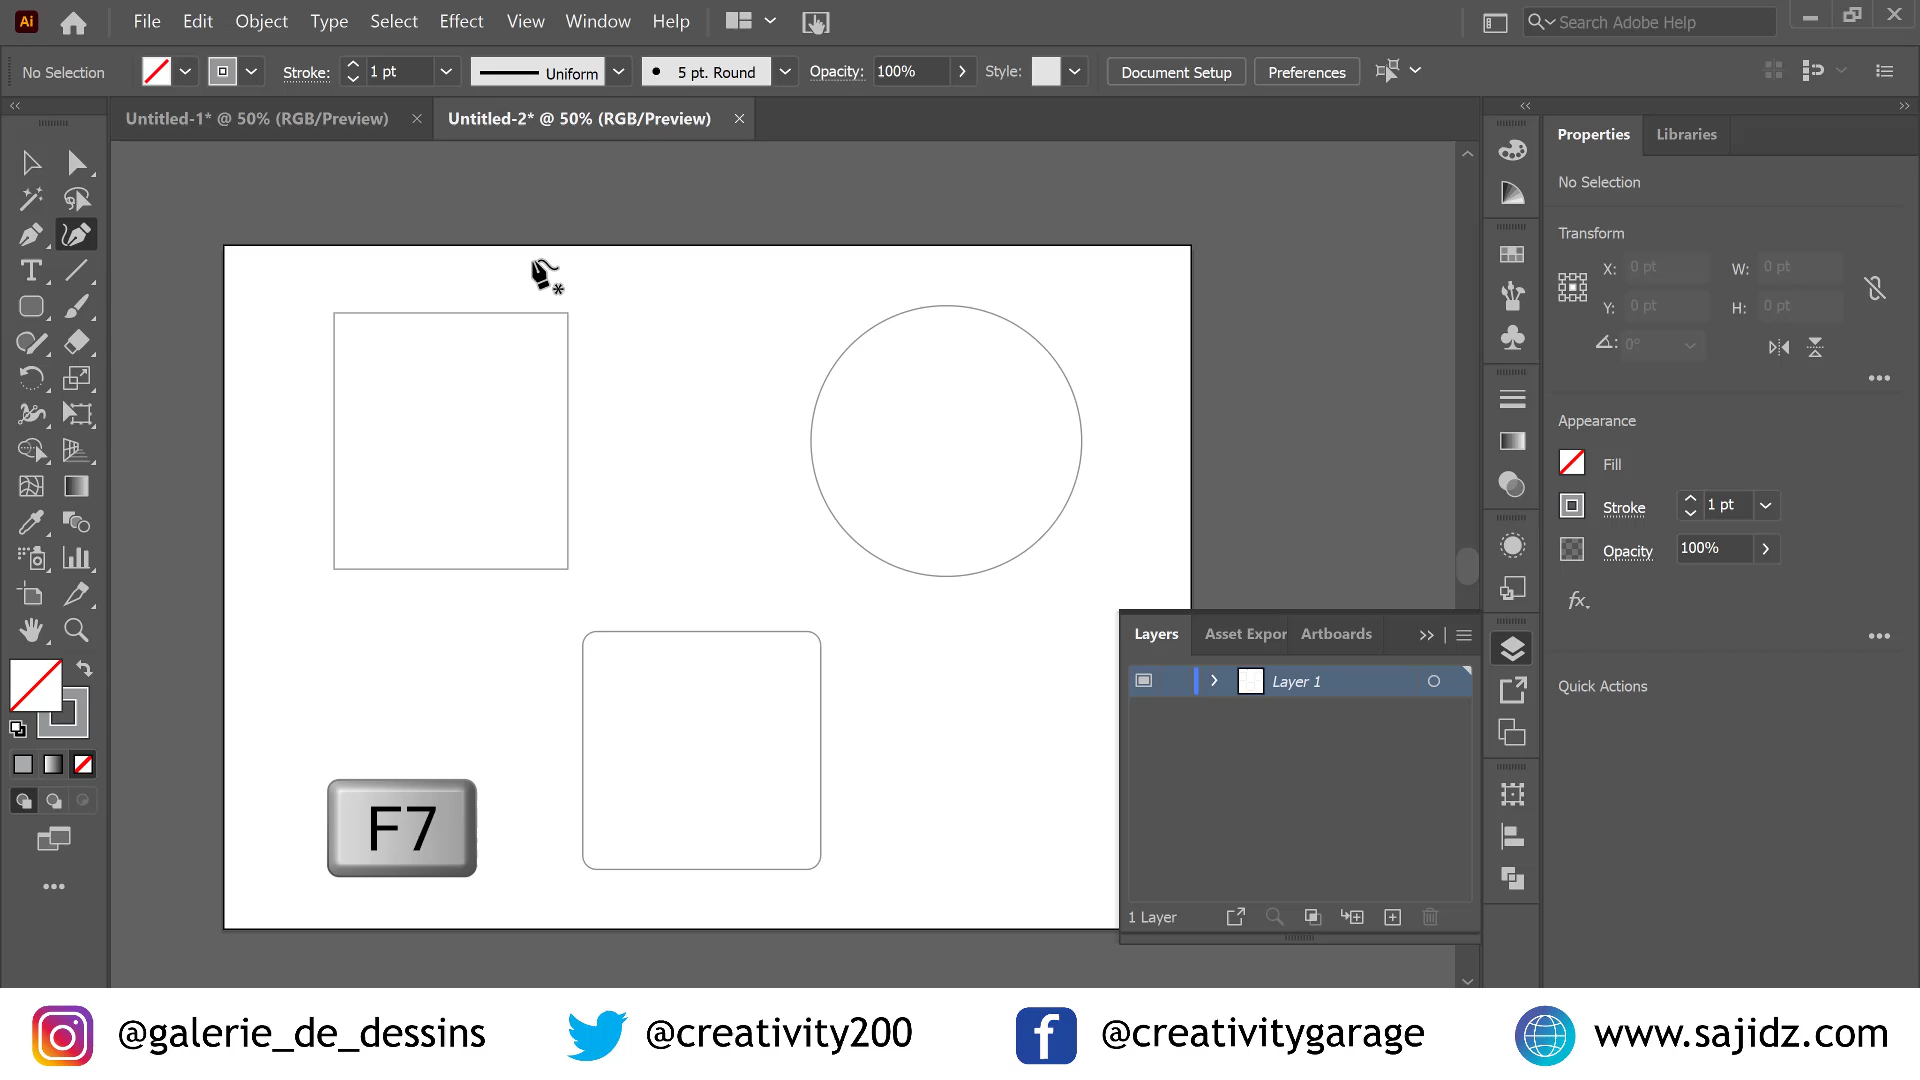 Ai File Edit Object Type Select Effect View Window Help Search Adobe Help
No Selection Stroke: 1 pt Uniform 5 pt. Round Opacity: 100% Style: Document Setup Preferences
Untitled-1* @ 50% (RGB/Preview) × Untitled-2* @ 50% (RGB/Preview) ×
Properties Libraries
No Selection
Transform
X: 0 pt W: 0 pt
Y: 0 pt H: 0 pt
0°
Appearance
Fill
Stroke 1 pt
Opacity 100%
fx
Quick Actions
Layers Asset Expor Artboards
Layer 1
1 Layer
F7
@galerie_de_dessins @creativity200 @creativitygarage www.sajidz.com